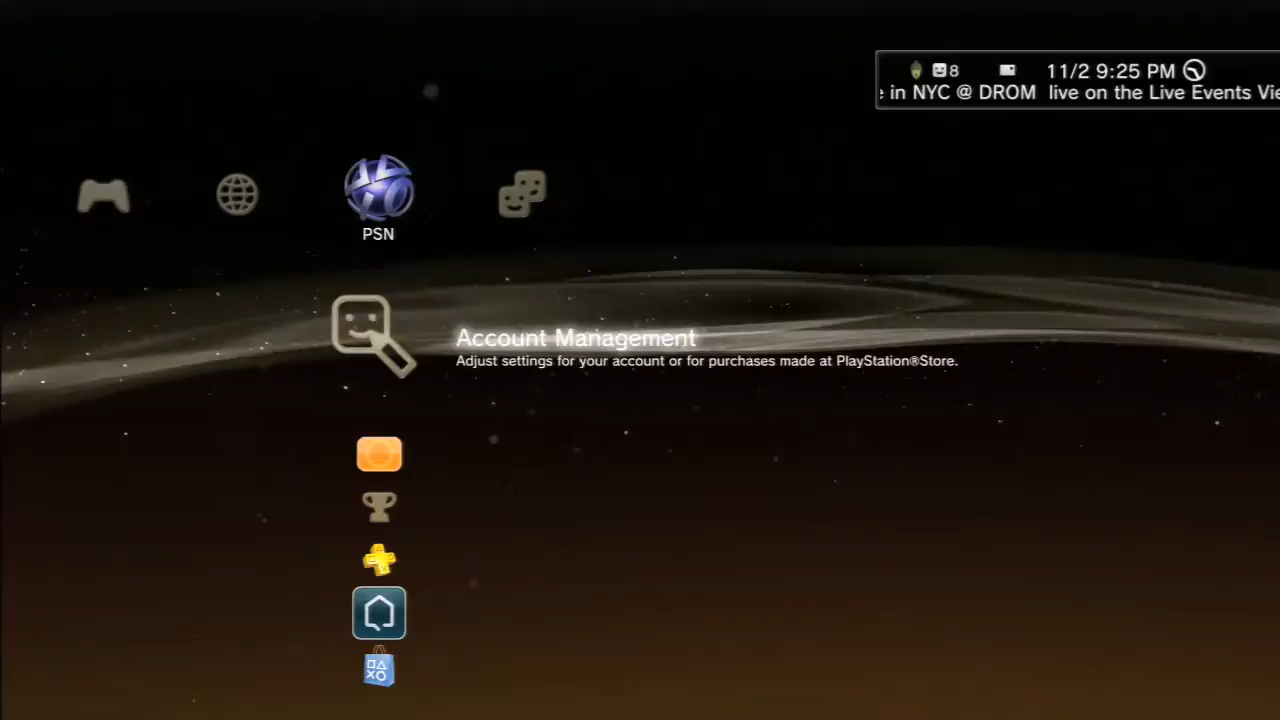 8 11/2 9:25 PM
in NYC @ DROM live on the Live Events
PSN
Account Management
Adjust settings for your account or for purchases made at PlayStation®Store.